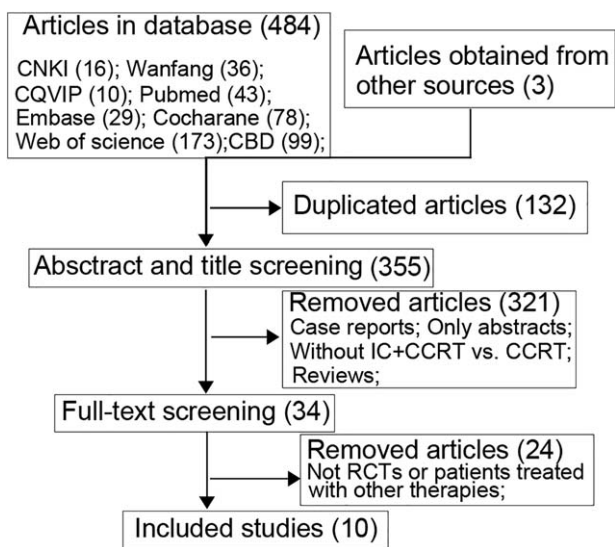 Articles in database (484)
CNKI (16); Wanfang (36);
CQVIP (10); Pubmed (43);
Embase (29); Cocharane (78);
Web of science (173);CBD (99);
Articles obtained from
other sources (3)
Duplicated articles (132)
Absctract and title screening (355)
Removed articles (321)
Case reports; Only abstracts;
Without IC+CCRT vs. CCRT;
Reviews;
Full-text screening (34)
Removed articles (24)
Not RCTs or patients treated
with other therapies;
Included studies (10)